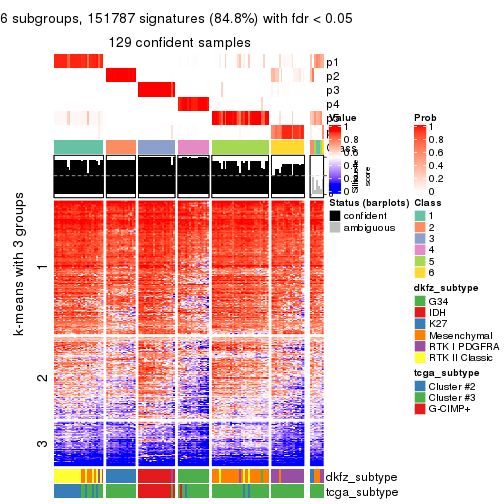 6 subgroups, 151787 signatures (84.8%) with fdr < 0.05
129 confident samples
p1
p2
p3
p4
Value
1
0.8
0.6
0.4
0.2
0
Silhouette
score
Prob
1
0.8
0.6
0.4
0.2
0
Status (barplots)
confident
ambiguous
Class
1
2
3
4
5
6
dkfz_subtype
G34
IDH
K27
Mesenchymal
RTK I PDGFRA
RTK II Classic
tcga_subtype
Cluster #2
Cluster #3
G-CIMP+
k-means with 3 groups
1
2
3
dkfz_subtype
tcga_subtype